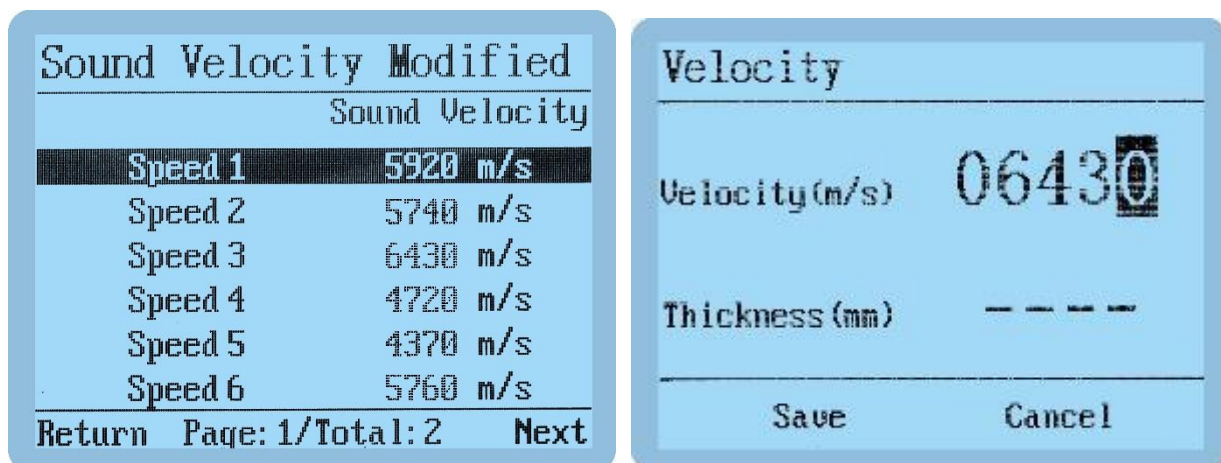 Sound Velocity Modified
Sound Velocity
Speed 1 5920 m/s
Speed 2 5740 m/s
Speed 3 6430 m/s
Speed 4 4720 m/s
Speed 5 4370 m/s
Speed 6 5760 m/s
Return Page: 1/Total: 2 Next
Velocity
Velocity(m/s) 06430
Thickness(mm) ----
Save Cancel